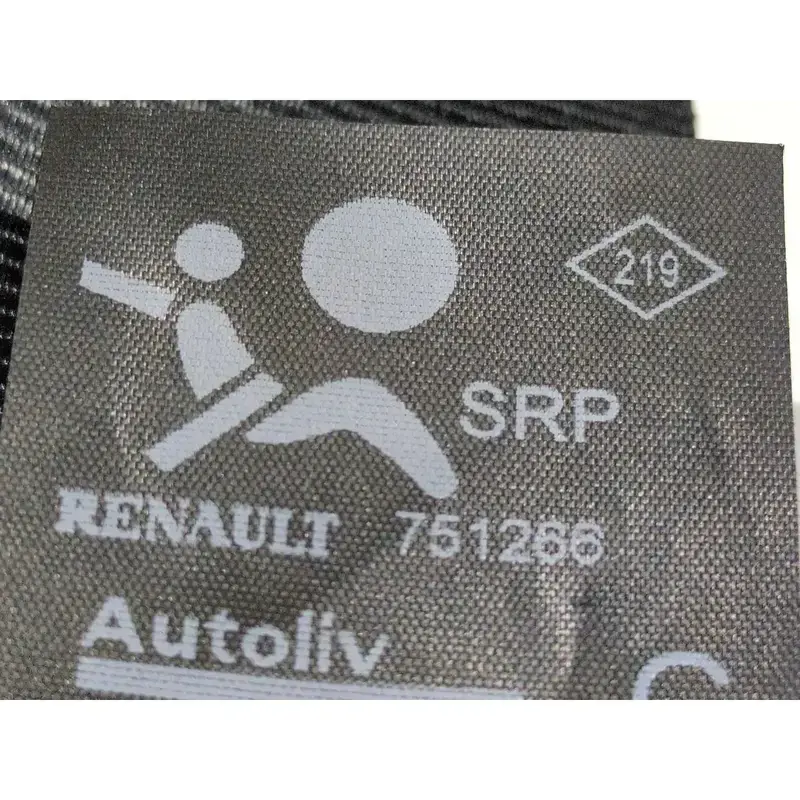 219
SRP
RENAULT 751266
Autoliv